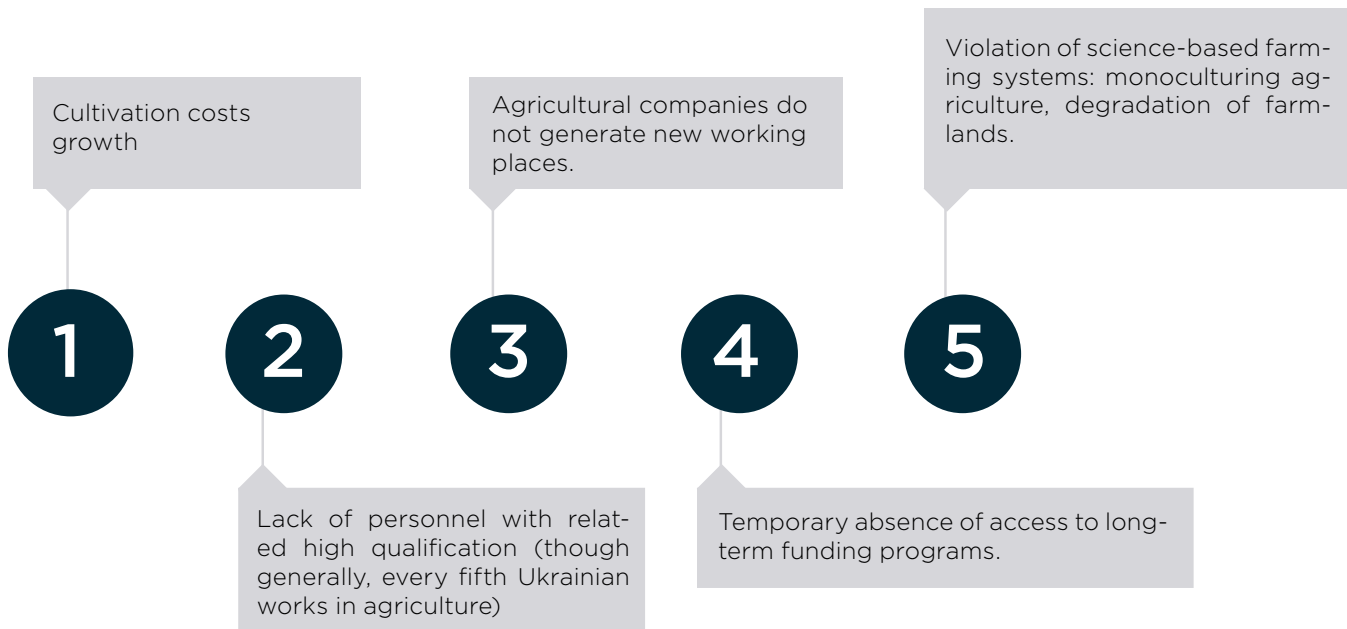 1
Cultivation costs
growth
2
Lack of personnel with relat-
ed high qualification (though
generally, every fifth Ukrainian
works in agriculture)
3
Agricultural companies do
not generate new working
places.
4
Temporary absence of access to long-
term funding programs.
5
Violation of science-based farm-
ing systems: monoculturing ag-
riculture, degradation of farm-
lands.